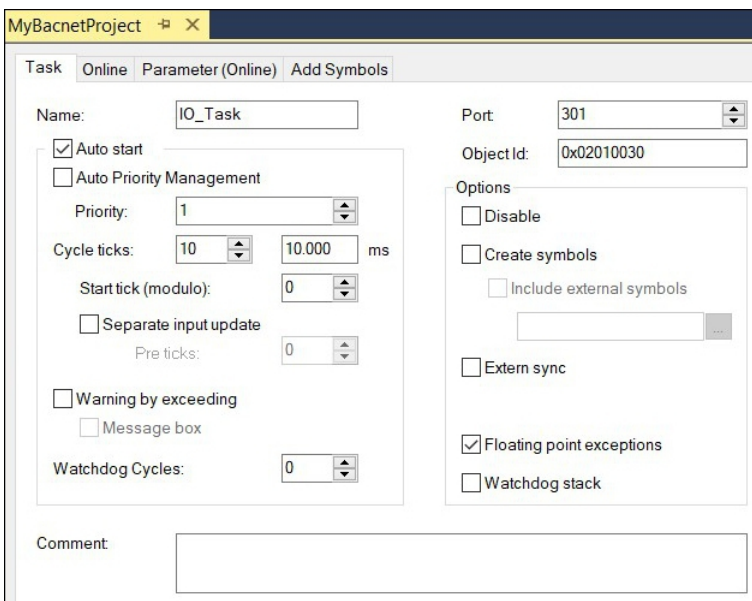 MyBacnetProject
Task Online Parameter (Online) Add Symbols
Name: IO_Task
Port: 301
Auto start
Object Id: 0x02010030
Auto Priority Management
Options
Priority: 1
Disable
Cycle ticks: 10 10.000 ms
Create symbols
Start tick (modulo): 0
Include external symbols
Separate input update
...
Pre ticks: 0
Extern sync
Warning by exceeding
Message box
Floating point exceptions
Watchdog Cycles: 0
Watchdog stack
Comment: